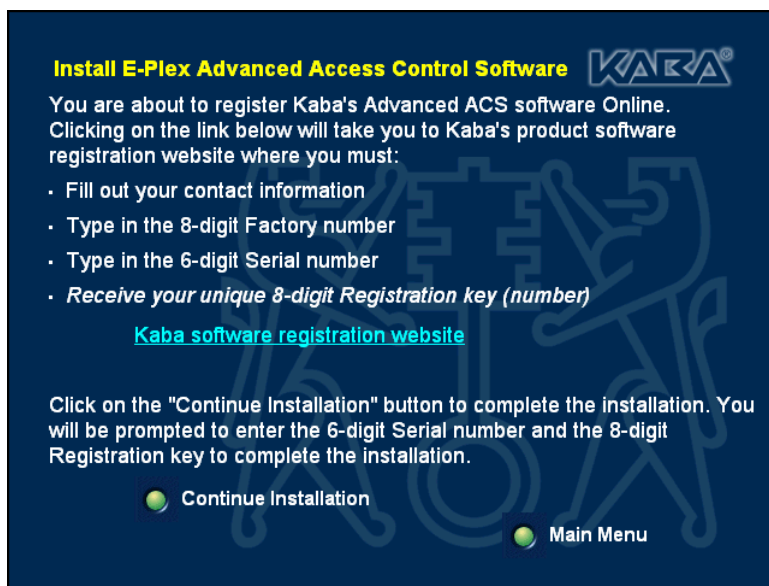 Install E-Plex Advanced Access Control Software KABA®
You are about to register Kaba's Advanced ACS software Online.
Clicking on the link below will take you to Kaba's product software
registration website where you must:
· Fill out your contact information
· Type in the 8-digit Factory number
· Type in the 6-digit Serial number
· Receive your unique 8-digit Registration key (number)
Kaba software registration website
Click on the "Continue Installation" button to complete the installation. You
will be prompted to enter the 6-digit Serial number and the 8-digit
Registration key to complete the installation.
Continue Installation
Main Menu